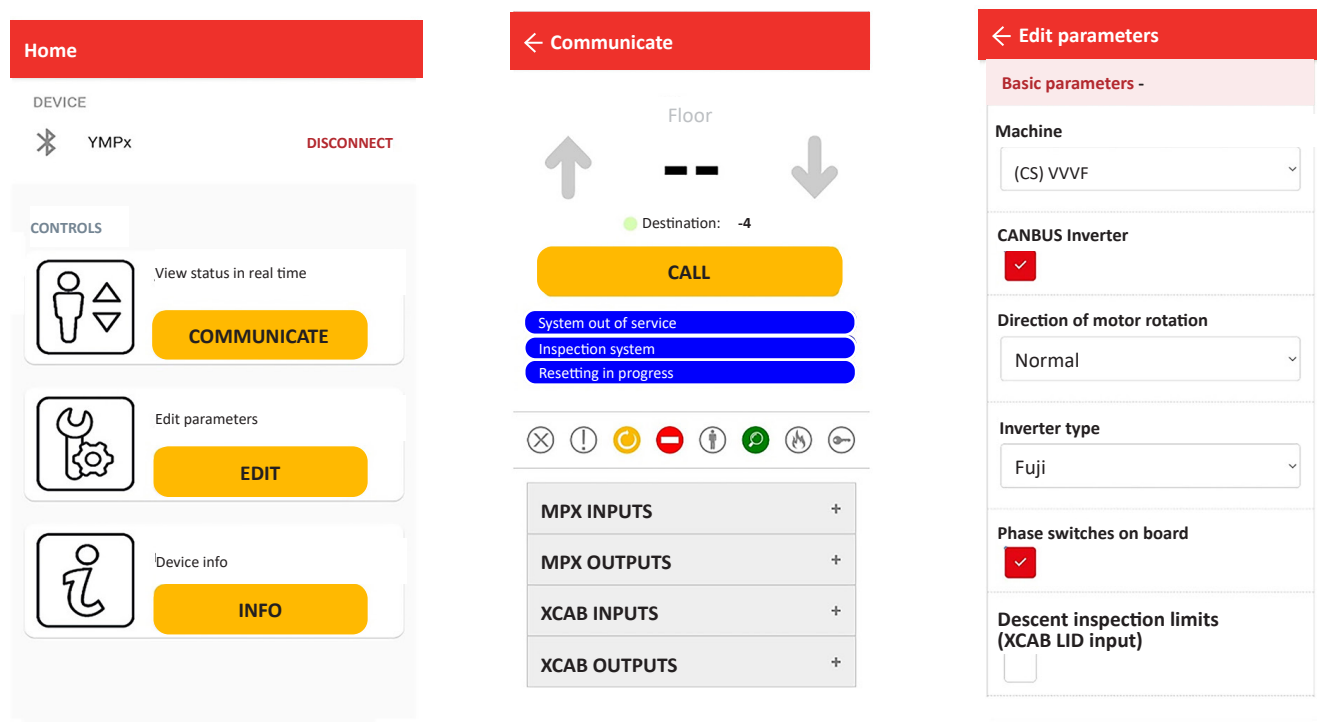 Home
DEVICE
YMPx
DISCONNECT
CONTROLS
View status in real time
COMMUNICATE
Edit parameters
EDIT
Device info
INFO
Communicate
Floor
--
Destination: -4
CALL
System out of service
Inspection system
Resetting in progress
MPX INPUTS +
MPX OUTPUTS +
XCAB INPUTS +
XCAB OUTPUTS +
Edit parameters
Basic parameters -
Machine
(CS) VVVF
CANBUS Inverter
Direction of motor rotation
Normal
Inverter type
Fuji
Phase switches on board
Descent inspection limits
(XCAB LID input)